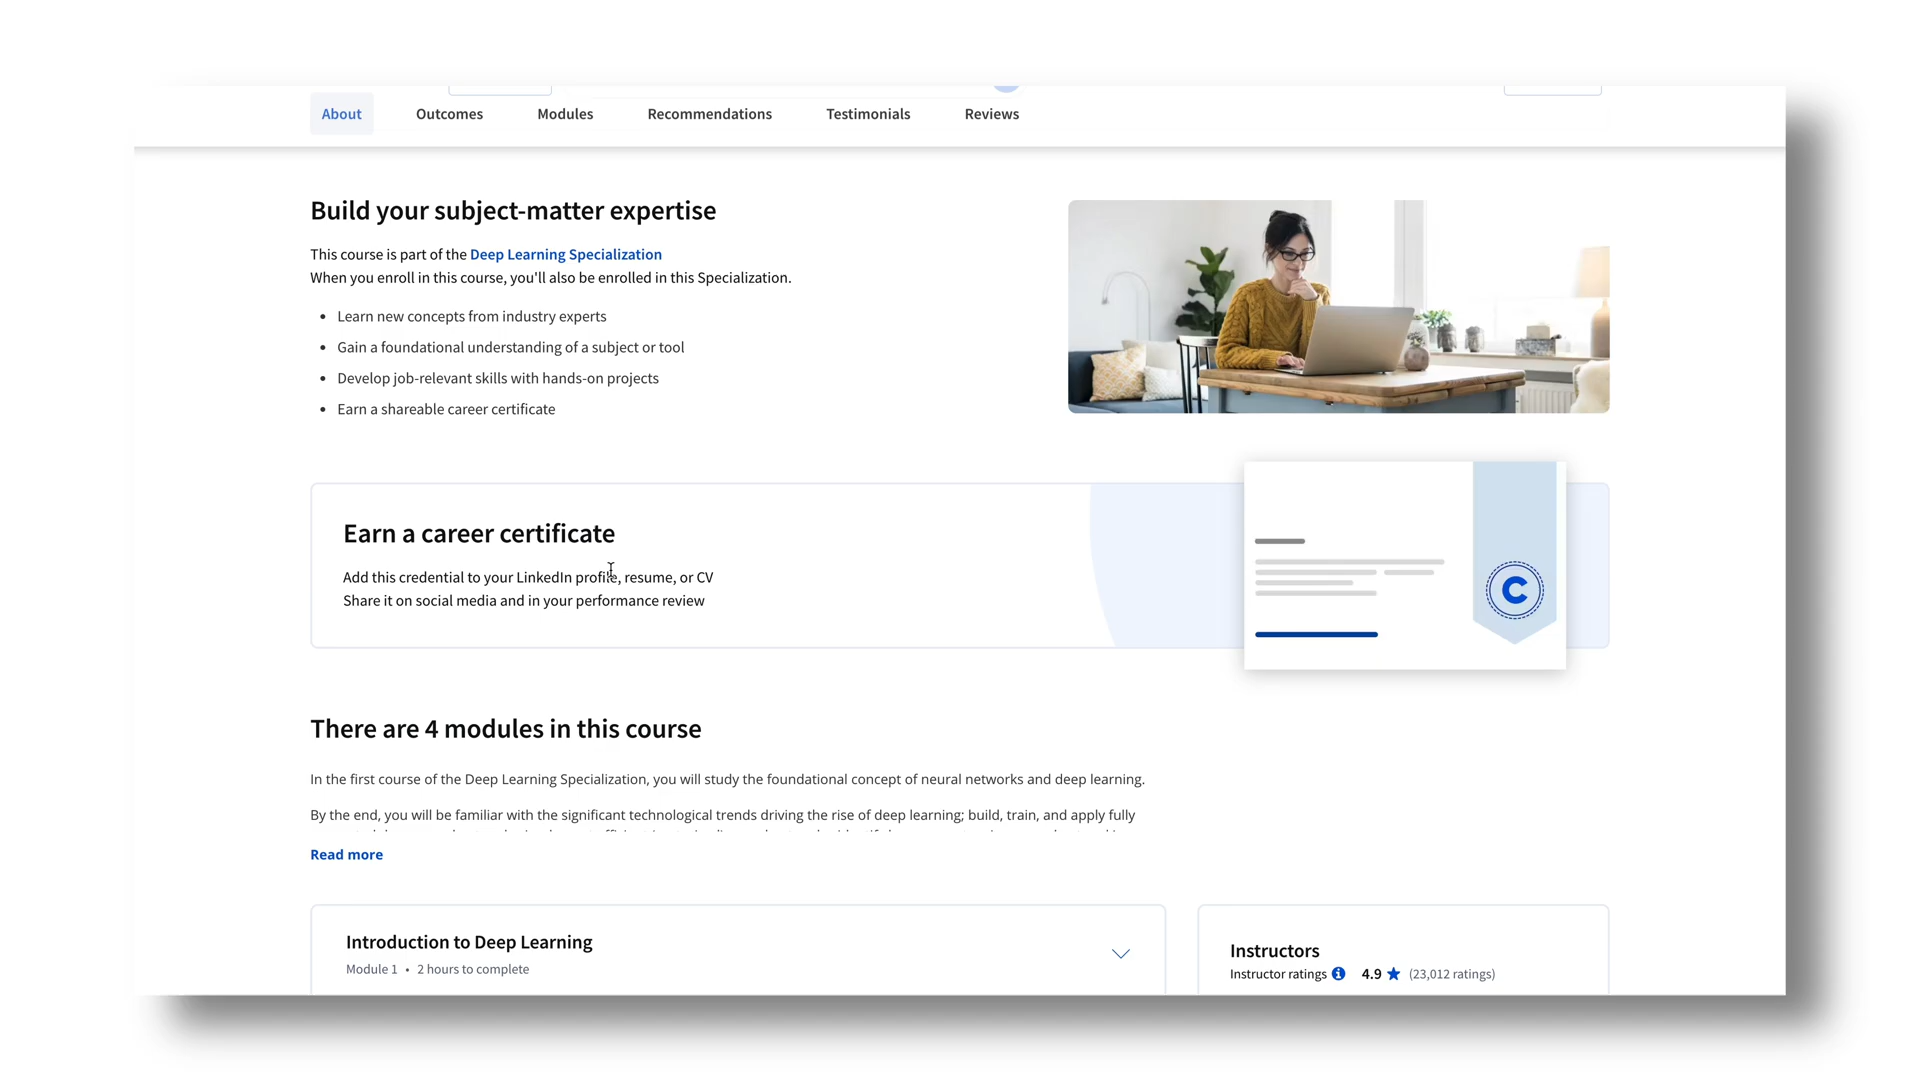 About Outcomes Modules Recommendations Testimonials Reviews
Build your subject-matter expertise
This course is part of the Deep Learning Specialization
When you enroll in this course, you'll also be enrolled in this Specialization.
• Learn new concepts from industry experts
• Gain a foundational understanding of a subject or tool
• Develop job-relevant skills with hands-on projects
• Earn a shareable career certificate
Earn a career certificate
Add this credential to your LinkedIn profile, resume, or CV
Share it on social media and in your performance review
C
There are 4 modules in this course
In the first course of the Deep Learning Specialization, you will study the foundational concept of neural networks and deep learning.
By the end, you will be familiar with the significant technological trends driving the rise of deep learning; build, train, and apply fully
Read more
Introduction to Deep Learning
Module 1 • 2 hours to complete
Instructors
Instructor ratings 4.9 ★ (23,012 ratings)